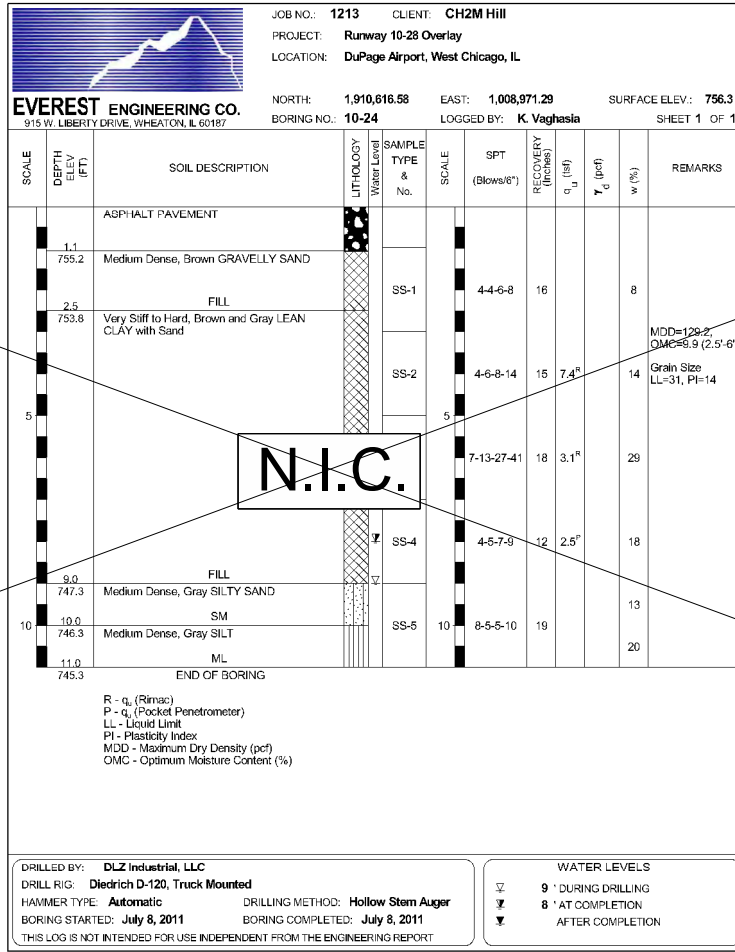 JOB NO.: 1213 CLIENT: CH2M Hill
PROJECT: Runway 10-28 Overlay
LOCATION: DuPage Airport, West Chicago, IL
EVEREST ENGINEERING CO.
915 W. LIBERTY DRIVE, WHEATON, IL 60187
NORTH: 1,910,616.58 EAST: 1,008,971.29 SURFACE ELEV.: 756.3
BORING NO.: 10-24 LOGGED BY: K. Vaghasia SHEET 1 OF 1
SCALE DEPTH ELEV (FT) SOIL DESCRIPTION LITHOLOGY Water Level SAMPLE TYPE & No. SCALE SPT (Blows/6") RECOVERY (Inches) qu (tsf) γd (pcf) w (%) REMARKS
ASPHALT PAVEMENT
1.1
755.2 Medium Dense, Brown GRAVELLY SAND
SS-1 4-4-6-8 16 8
2.5 FILL
753.8 Very Stiff to Hard, Brown and Gray LEAN
CLAY with Sand
MDD=129.2,
OMC=9.9 (2.5'-6'
SS-2 4-6-8-14 15 7.4R 14 Grain Size
LL=31, PI=14
5 5
N.I.C.
7-13-27-41 18 3.1R 29
SS-4 4-5-7-9 12 2.5P 18
9.0 FILL
747.3 Medium Dense, Gray SILTY SAND
13
10.0 SM
10 SS-5 10 8-5-5-10 19
746.3 Medium Dense, Gray SILT
20
11.0 ML
745.3 END OF BORING
R - qu (Rimac)
P - qu (Pocket Penetrometer)
LL - Liquid Limit
PI - Plasticity Index
MDD - Maximum Dry Density (pcf)
OMC - Optimum Moisture Content (%)
DRILLED BY: DLZ Industrial, LLC
DRILL RIG: Diedrich D-120, Truck Mounted
HAMMER TYPE: Automatic DRILLING METHOD: Hollow Stem Auger
BORING STARTED: July 8, 2011 BORING COMPLETED: July 8, 2011
THIS LOG IS NOT INTENDED FOR USE INDEPENDENT FROM THE ENGINEERING REPORT
WATER LEVELS
9 ' DURING DRILLING
8 ' AT COMPLETION
AFTER COMPLETION